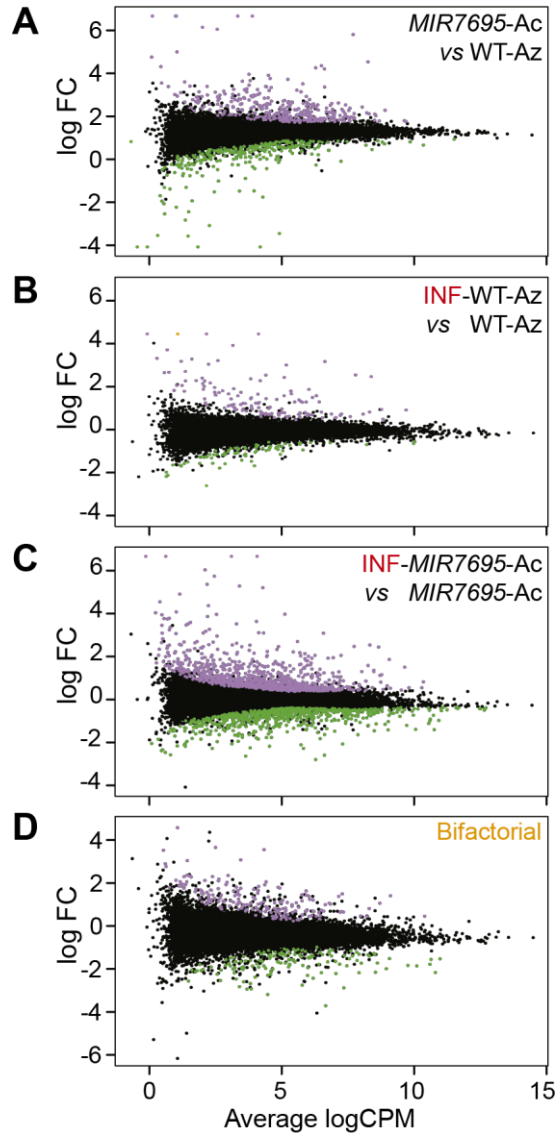 A
MIR7695-Ac
vs WT-Az
log FC
6
4
2
0
-2
-4
B
INF-WT-Az
vs WT-Az
log FC
6
4
2
0
-2
-4
C
INF-MIR7695-Ac
vs MIR7695-Ac
log FC
6
4
2
0
-2
-4
D
Bifactorial
log FC
4
2
0
-2
-4
-6
0 5 10 15
Average logCPM